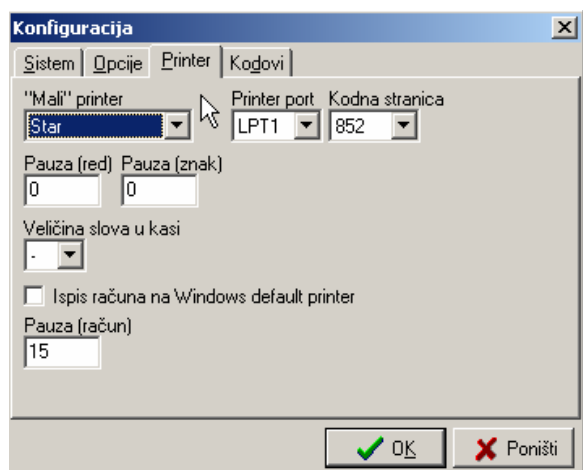 Konfiguracija
Sistem Opcije Printer Kodovi
"Mali" printer Printer port Kodna stranica
Star LPT1 852
Pauza (red) Pauza (znak)
0 0
Veličina slova u kasi
-
Ispis računa na Windows default printer
Pauza (račun)
15
OK Poništi